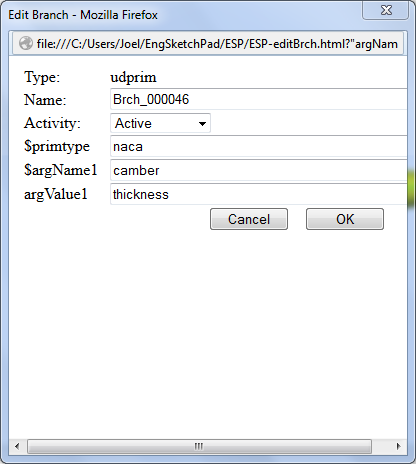 Edit Branch - Mozilla Firefox
file:///C:/Users/Joel/EngSketchPad/ESP/ESP-editBrch.html?"argNam
Type: udprim
Name: Brch_000046
Activity: Active
$primtype naca
$argName1 camber
argValue1 thickness
Cancel OK